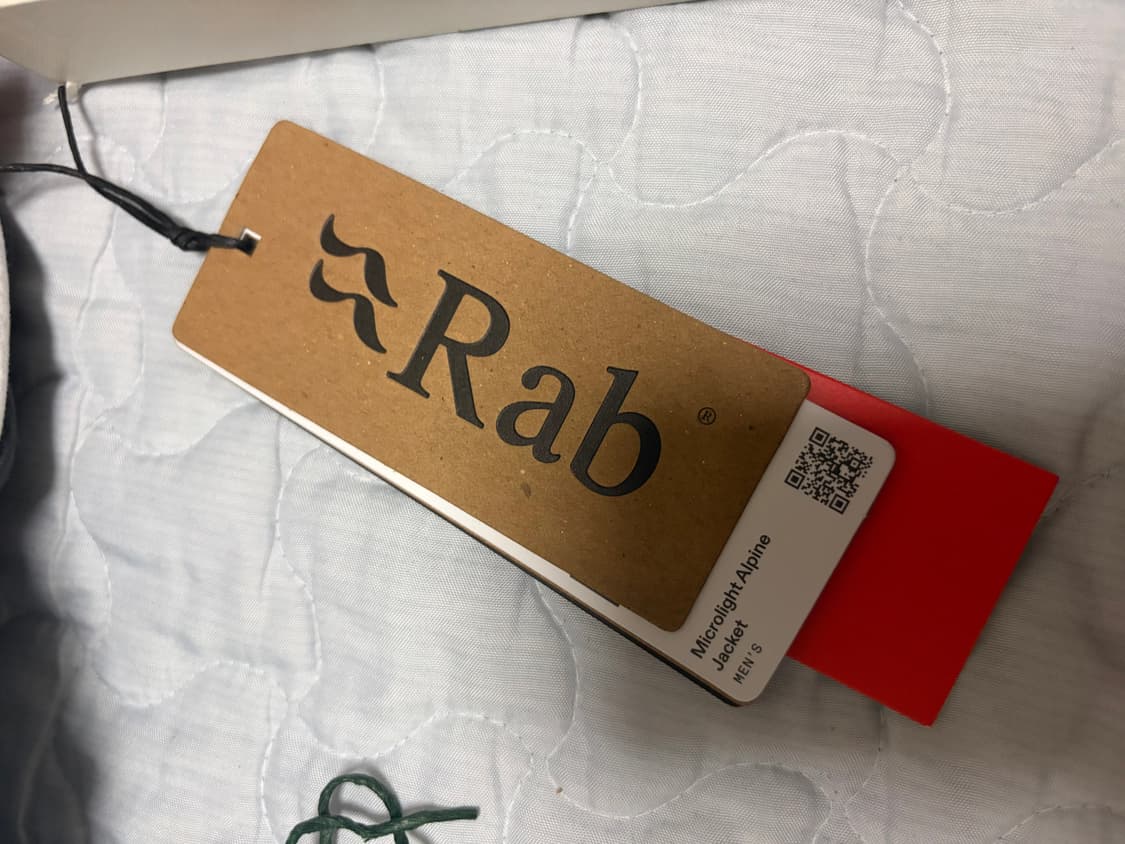 Rab®
Microlight Alpine
Jacket
MEN'S